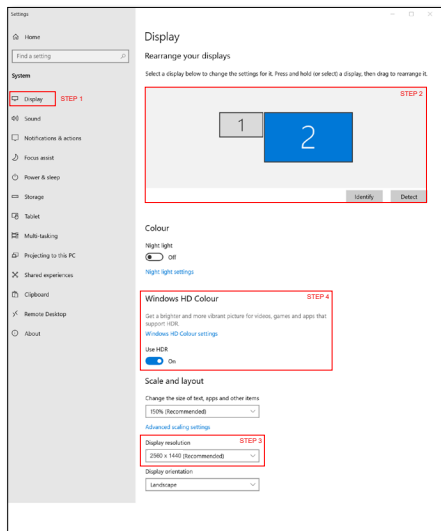 Settings
Home
Find a setting
System
Display STEP 1
Sound
Notifications & actions
Focus assist
Power & sleep
Storage
Tablet
Multi-tasking
Projecting to this PC
Shared experiences
Clipboard
Remote Desktop
About
Display
Rearrange your displays
Select a display below to change the settings for it. Press and hold (or select) a display, then drag to rearrange it.
STEP 2
1
2
Identify Detect
Colour
Night light
Off
Night light settings
STEP 4
Windows HD Colour
Get a brighter and more vibrant picture for videos, games and apps that
support HDR.
Windows HD Colour settings
Use HDR
On
Scale and layout
Change the size of text, apps and other items
150% (Recommended)
Advanced scaling settings
STEP 3
Display resolution
2560 x 1440 (Recommended)
Display orientation
Landscape